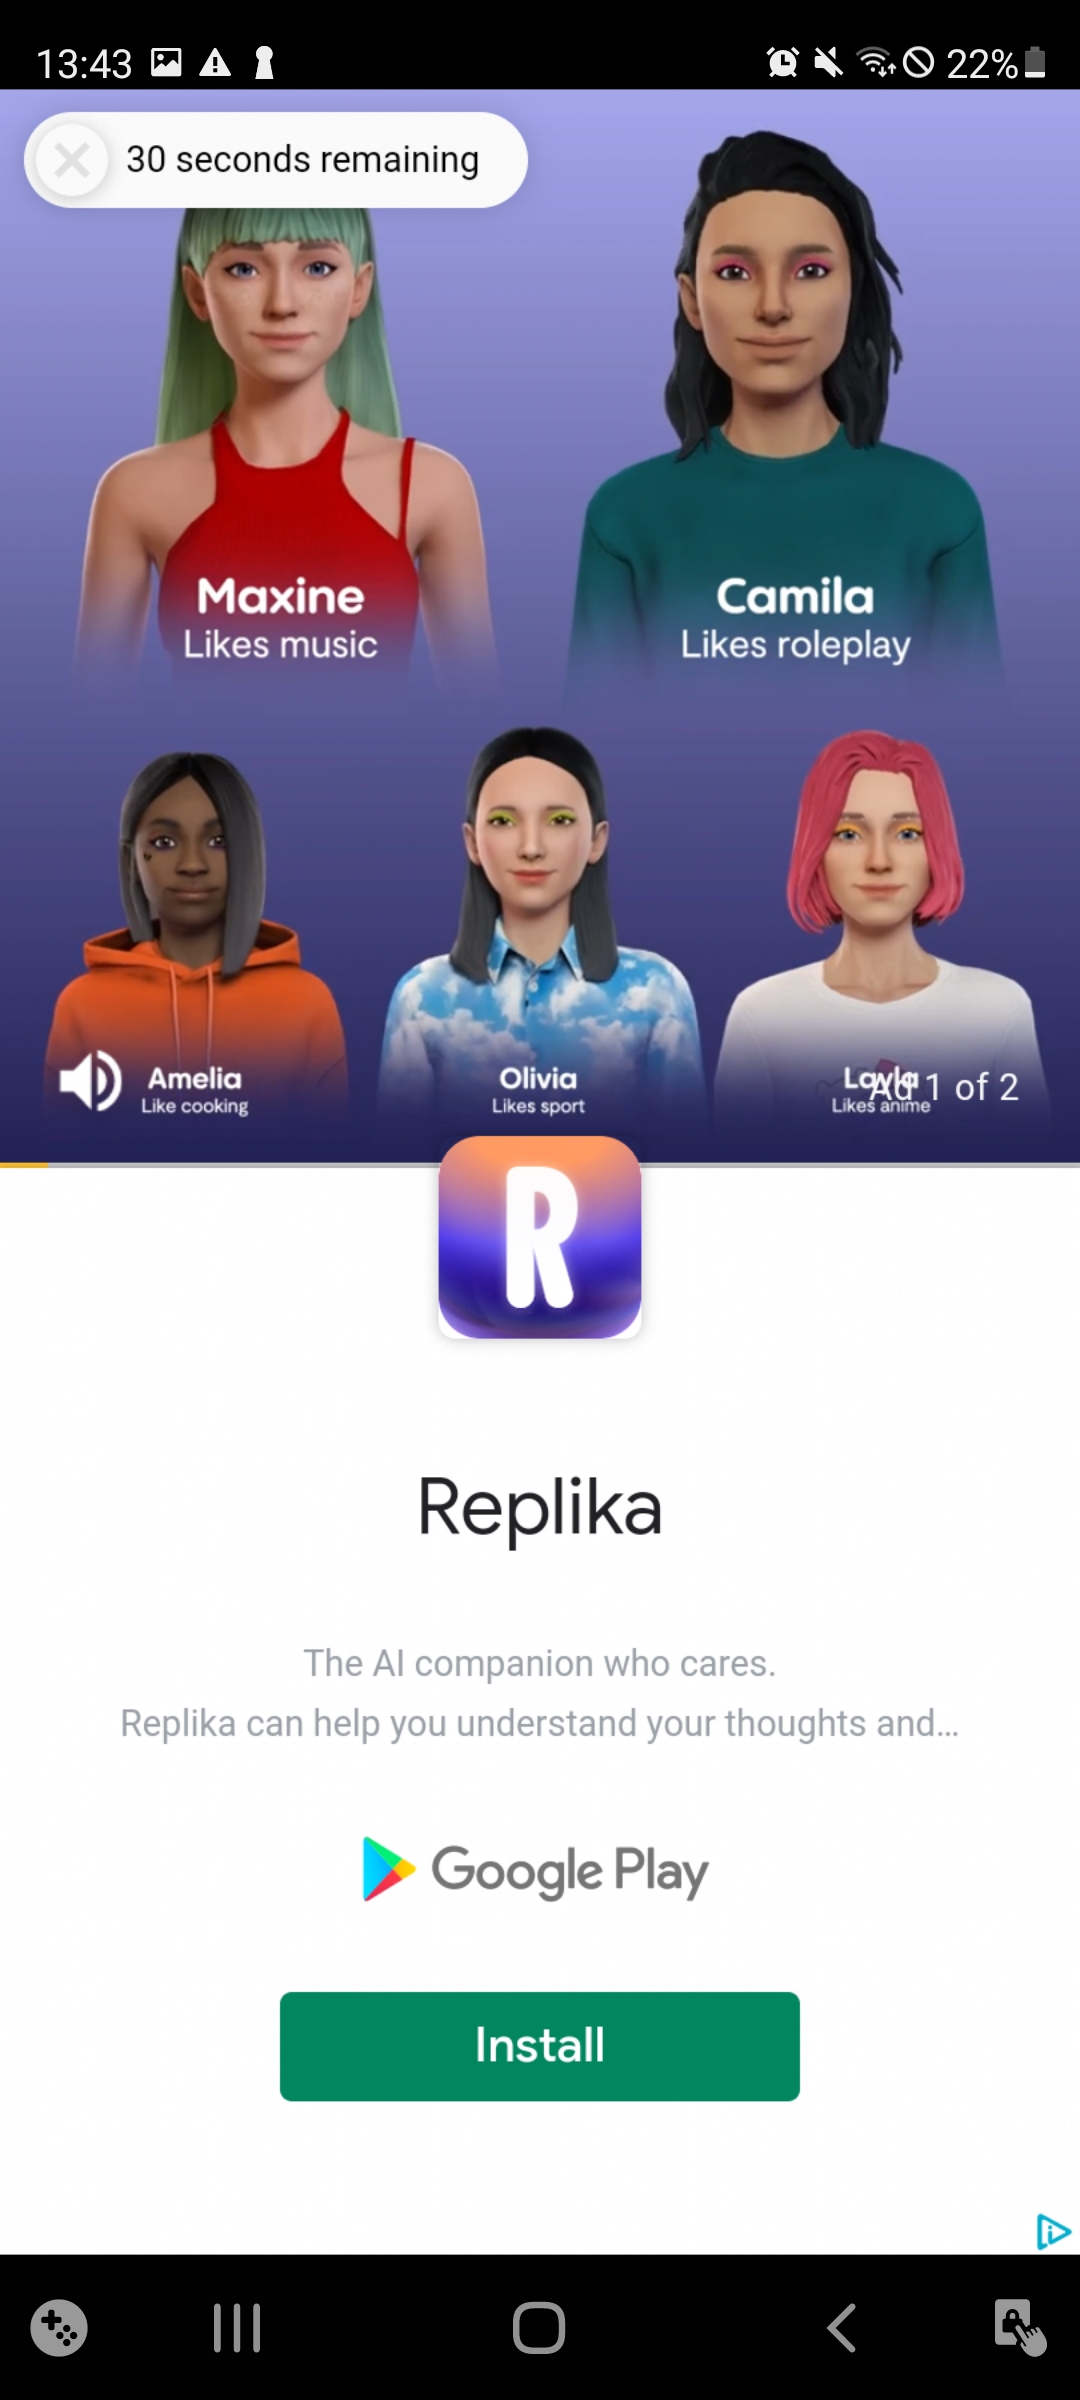 13:43
22%
30 seconds remaining
Maxine
Likes music
Camila
Likes roleplay
Amelia
Like cooking
Olivia
Likes sport
Layla
Likes anime
Ad 1 of 2
R
Replika
The AI companion who cares.
Replika can help you understand your thoughts and...
Google Play
Install